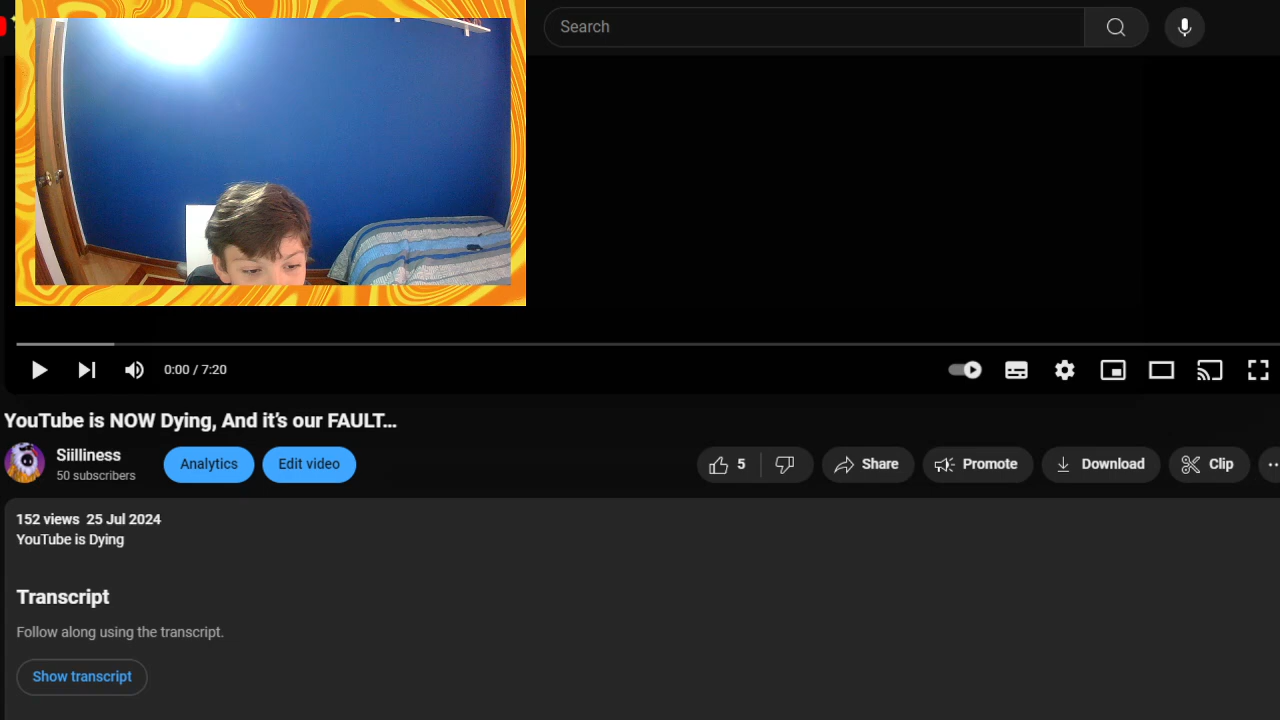 Search
0:00 / 7:20
YouTube is NOW Dying, And it's our FAULT...
Siilliness
50 subscribers
Analytics
Edit video
5
Share
Promote
Download
Clip
152 views 25 Jul 2024
YouTube is Dying
Transcript
Follow along using the transcript.
Show transcript